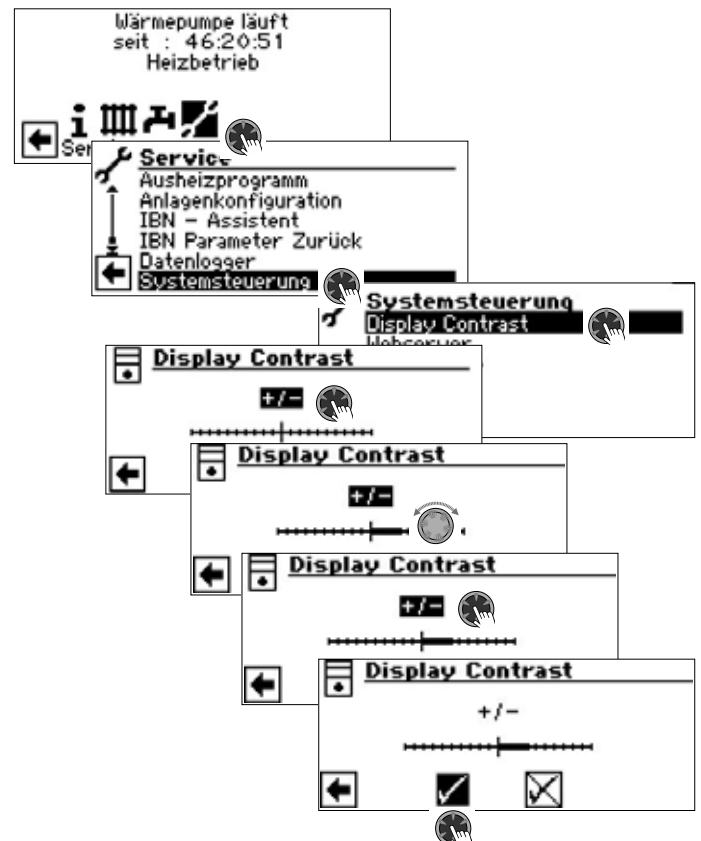 Wärmepumpe läuft
seit : 46:20:51
Heizbetrieb
i
Service
Ausheizprogramm
Anlagenkonfiguration
IBN - Assistent
IBN Parameter Zurück
Datenlogger
Systemsteuerung
Systemsteuerung
Display Contrast
Webserver
Display Contrast
+/-
Display Contrast
+/-
Display Contrast
+/-
Display Contrast
+/-